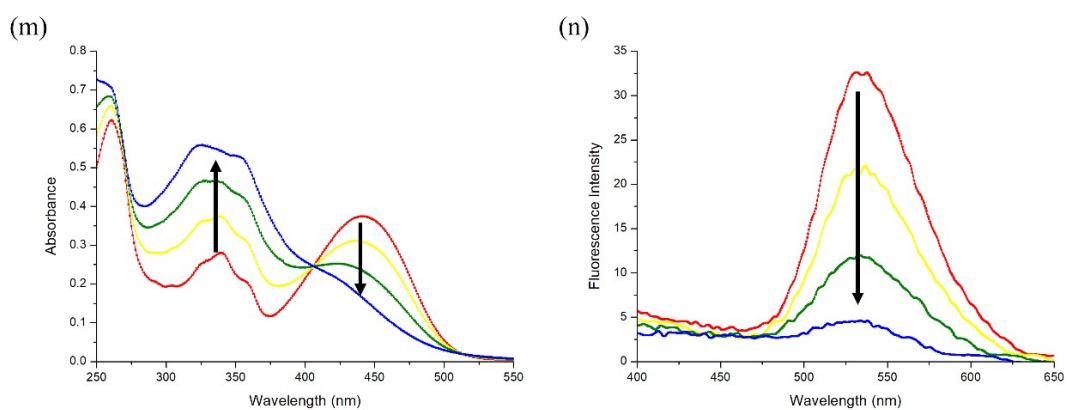 (m)
0.8
0.7
0.6
0.5
0.4
0.3
0.2
0.1
0.0
Absorbance
250 300 350 400 450 500 550
Wavelength (nm)
(n)
35
30
25
20
15
10
5
0
Fluorescence Intensity
400 450 500 550 600 650
Wavelength (nm)